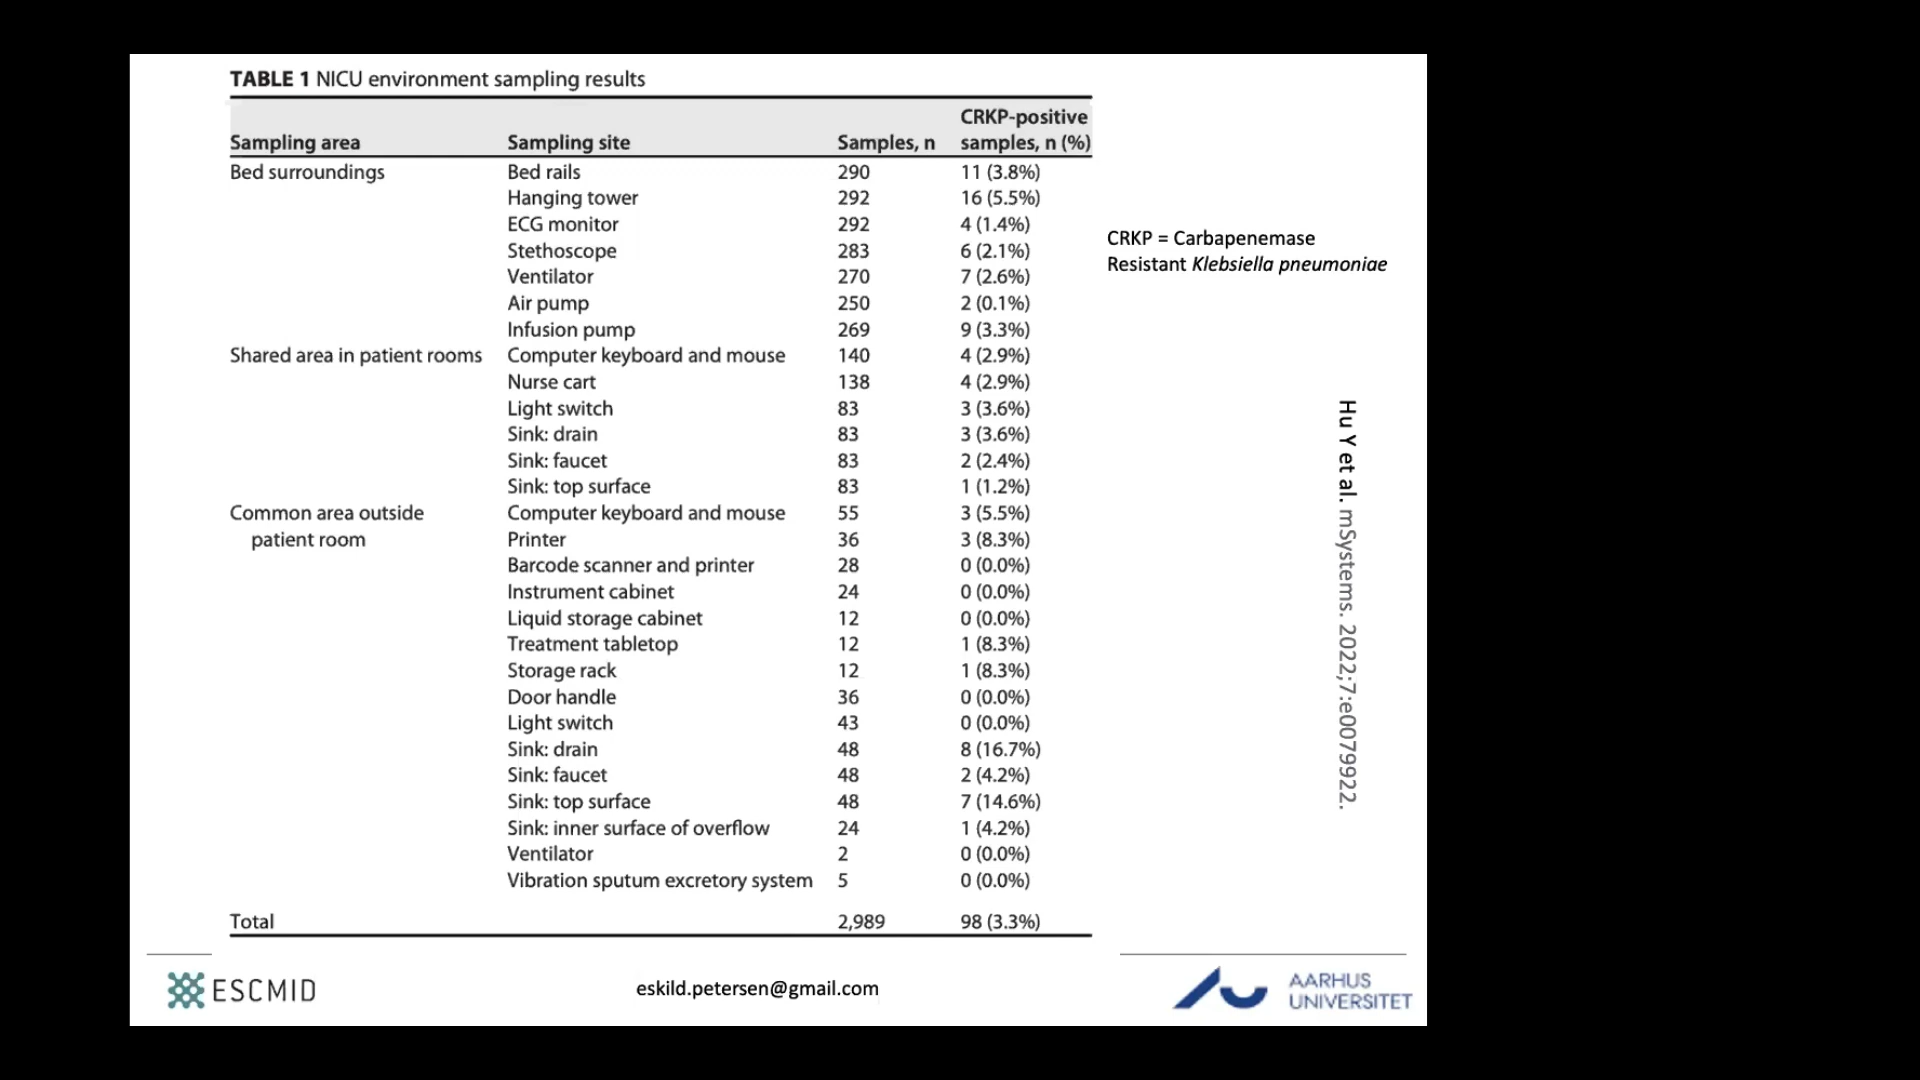 TABLE 1 NICU environment sampling results
Sampling area Sampling site Samples, n CRKP-positive samples, n (%)
Bed surroundings Bed rails 290 11 (3.8%)
Hanging tower 292 16 (5.5%)
ECG monitor 292 4 (1.4%)
Stethoscope 283 6 (2.1%)
Ventilator 270 7 (2.6%)
Air pump 250 2 (0.1%)
Infusion pump 269 9 (3.3%)
Shared area in patient rooms Computer keyboard and mouse 140 4 (2.9%)
Nurse cart 138 4 (2.9%)
Light switch 83 3 (3.6%)
Sink: drain 83 3 (3.6%)
Sink: faucet 83 2 (2.4%)
Sink: top surface 83 1 (1.2%)
Common area outside Computer keyboard and mouse 55 3 (5.5%)
patient room Printer 36 3 (8.3%)
Barcode scanner and printer 28 0 (0.0%)
Instrument cabinet 24 0 (0.0%)
Liquid storage cabinet 12 0 (0.0%)
Treatment tabletop 12 1 (8.3%)
Storage rack 12 1 (8.3%)
Door handle 36 0 (0.0%)
Light switch 43 0 (0.0%)
Sink: drain 48 8 (16.7%)
Sink: faucet 48 2 (4.2%)
Sink: top surface 48 7 (14.6%)
Sink: inner surface of overflow 24 1 (4.2%)
Ventilator 2 0 (0.0%)
Vibration sputum excretory system 5 0 (0.0%)
Total 2,989 98 (3.3%)
CRKP = Carbapenemase
Resistant Klebsiella pneumoniae
Hu Y et al. mSystems. 2022;7:e0079922.
ESCMID
eskild.petersen@gmail.com
AARHUS
UNIVERSITET